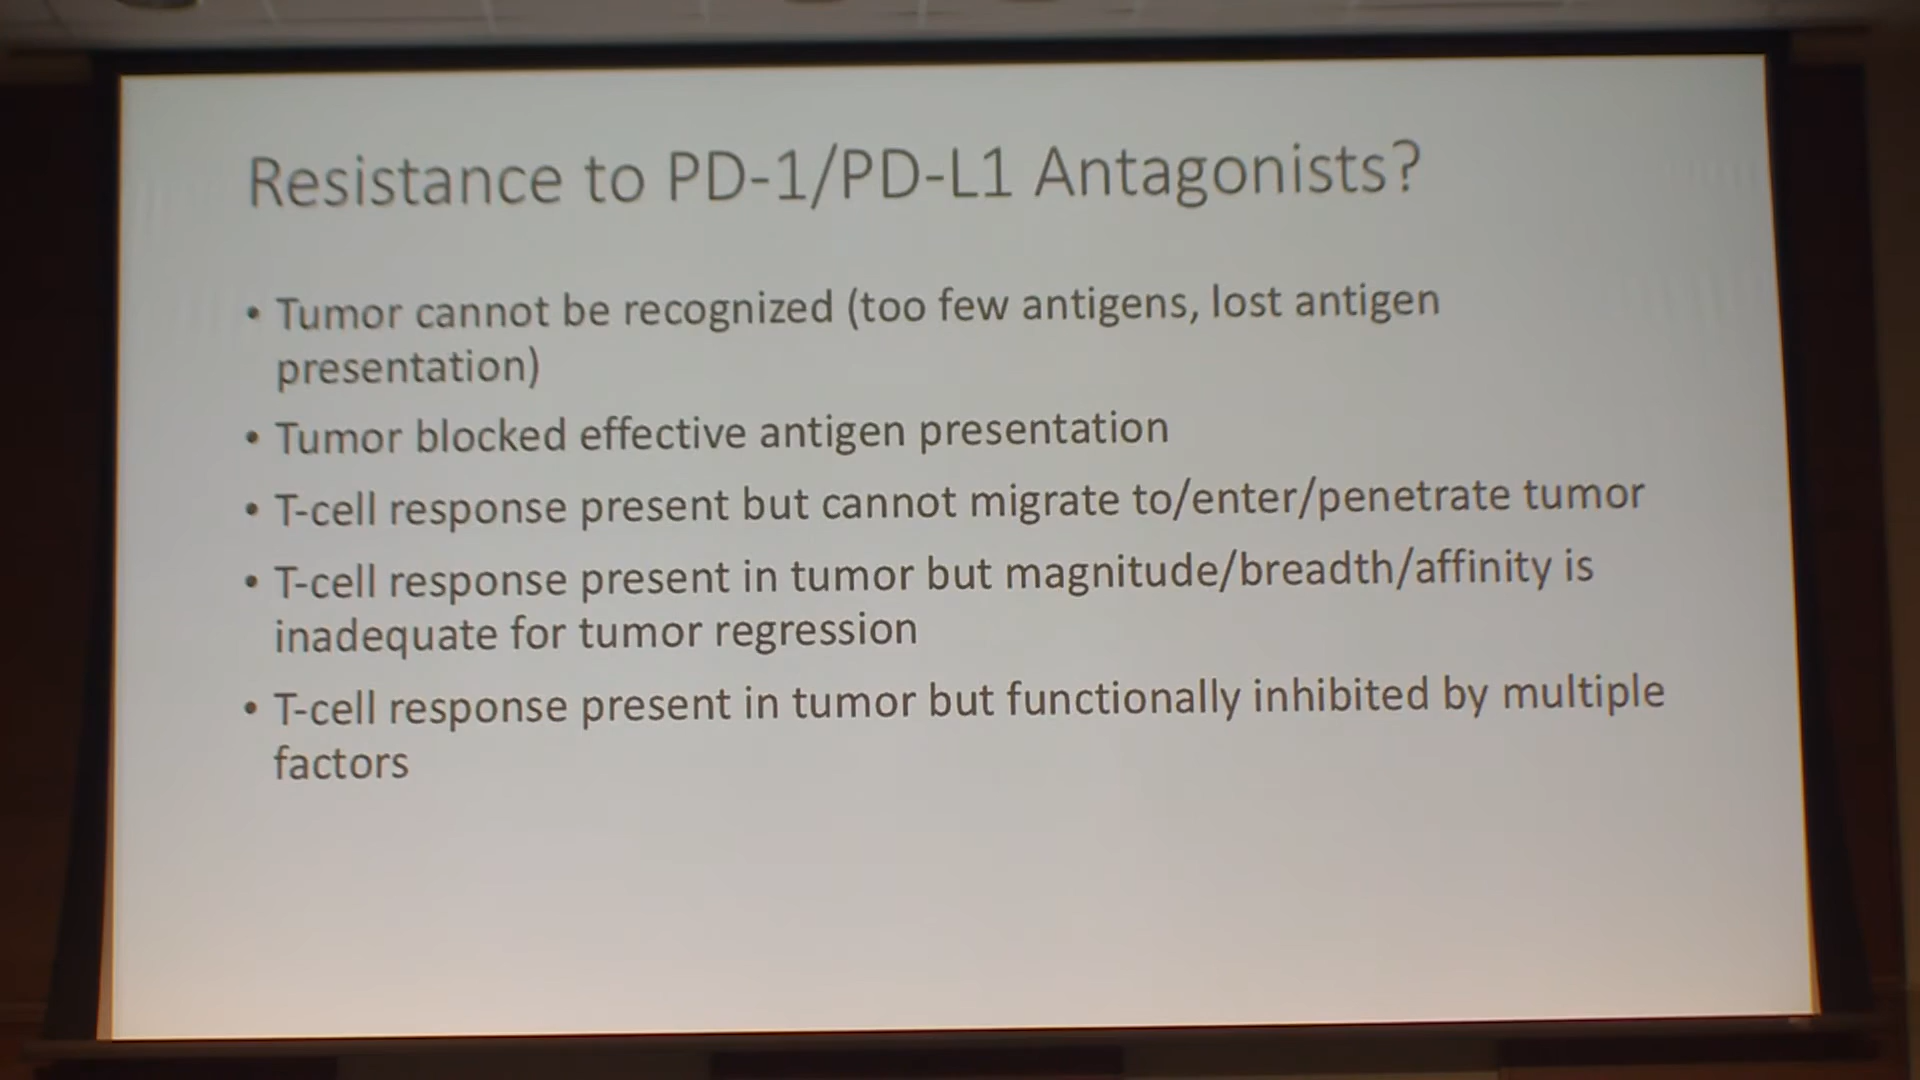 Resistance to PD-1/PD-L1 Antagonists?
• Tumor cannot be recognized (too few antigens, lost antigen
presentation)
• Tumor blocked effective antigen presentation
• T-cell response present but cannot migrate to/enter/penetrate tumor
• T-cell response present in tumor but magnitude/breadth/affinity is
inadequate for tumor regression
• T-cell response present in tumor but functionally inhibited by multiple
factors